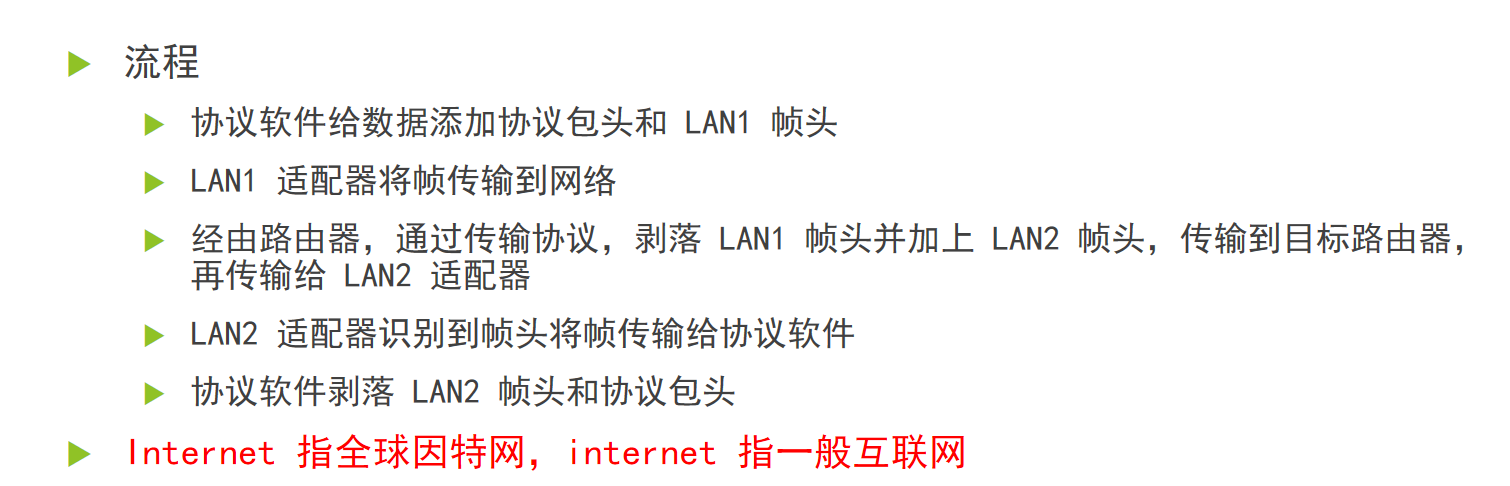 流程
协议软件给数据添加协议包头和 LAN1 帧头
LAN1 适配器将帧传输到网络
经由路由器，通过传输协议，剥落 LAN1 帧头并加上 LAN2 帧头，传输到目标路由器，
再传输给 LAN2 适配器
LAN2 适配器识别到帧头将帧传输给协议软件
协议软件剥落 LAN2 帧头和协议包头
Internet 指全球因特网，internet 指一般互联网